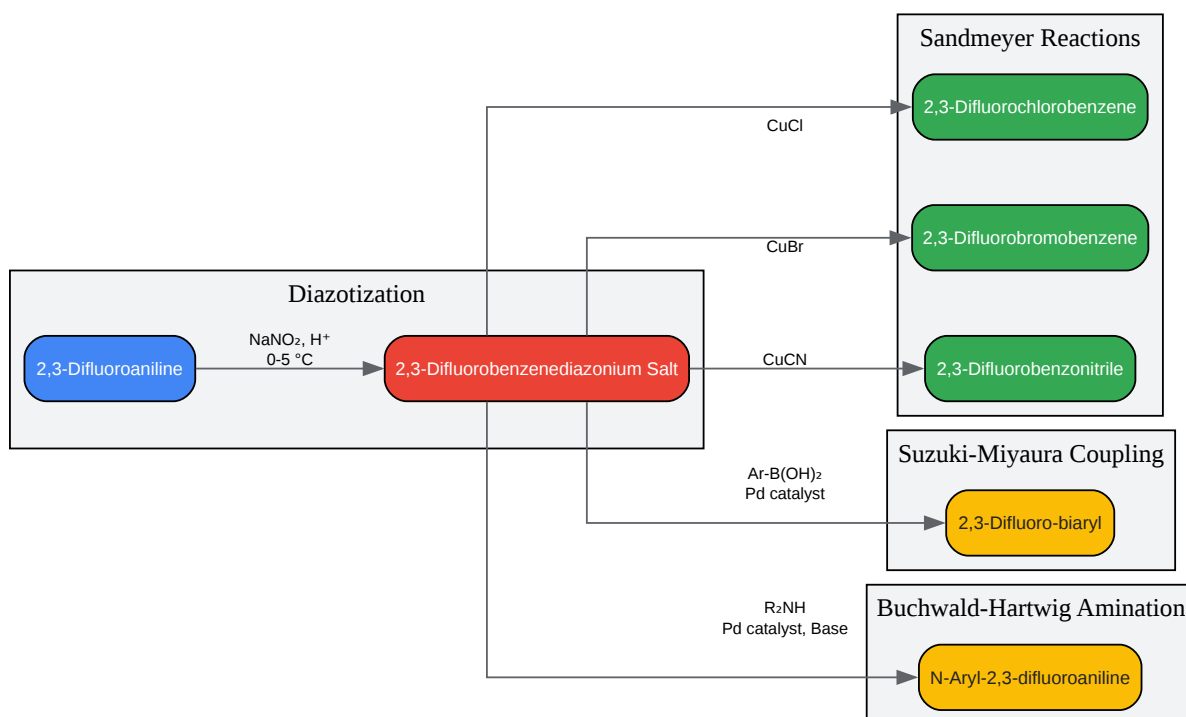 Sandmeyer Reactions
2,3-Difluorochlorobenzene
CuCl
2,3-Difluorobromobenzene
CuBr
Diazotization
NaNO₂, H⁺
0-5 °C
2,3-Difluoroaniline
2,3-Difluorobenzenediazonium Salt
CuCN
2,3-Difluorobenzonitrile
Suzuki-Miyaura Coupling
Ar-B(OH)₂
Pd catalyst
2,3-Difluoro-biaryl
Buchwald-Hartwig Amination
R₂NH
Pd catalyst, Base
N-Aryl-2,3-difluoroaniline